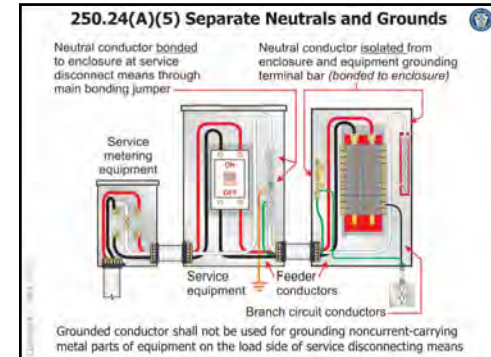 250.24(A)(5) Separate Neutrals and Grounds
Neutral conductor bonded
to enclosure at service
disconnect means through
main bonding jumper
Neutral conductor isolated from
enclosure and equipment grounding
terminal bar (bonded to enclosure)
Service
metering
equipment
ON
OFF
Service
equipment
Feeder
conductors
Branch circuit conductors
Grounded conductor shall not be used for grounding noncurrent-carrying
metal parts of equipment on the load side of service disconnecting means